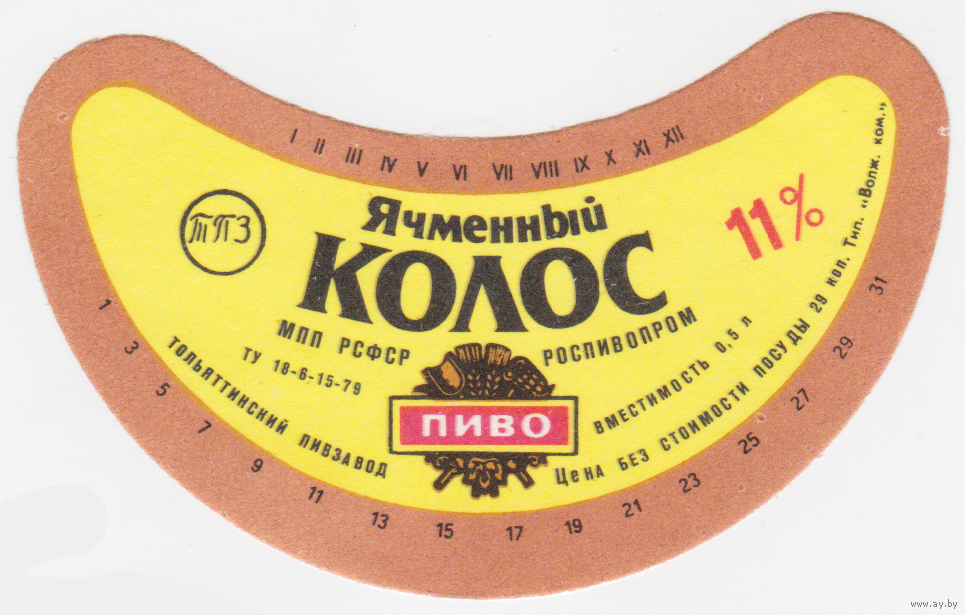 I II III IV V VI VII VIII IX X XI XII
ТПЗ
Ячменный
КОЛОС
11%
МПП РСФСР РОСПИВОПРОМ
ТУ 18-6-15-79
ВМЕСТИМОСТЬ 0,5 л
ТОЛЬЯТТИНСКИЙ ПИВЗАВОД
ПИВО
Цена БЕЗ СТОИМОСТИ ПОСУДЫ 29 коп. Тип. «Волж. ком.»
1 3 5 7 9 11 13 15 17 19 21 23 25 27 29 31
www.ay.by